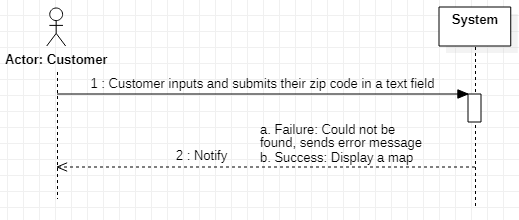 System
Actor: Customer
1 : Customer inputs and submits their zip code in a text field
a. Failure: Could not be
found, sends error message
2 : Notify
b. Success: Display a map